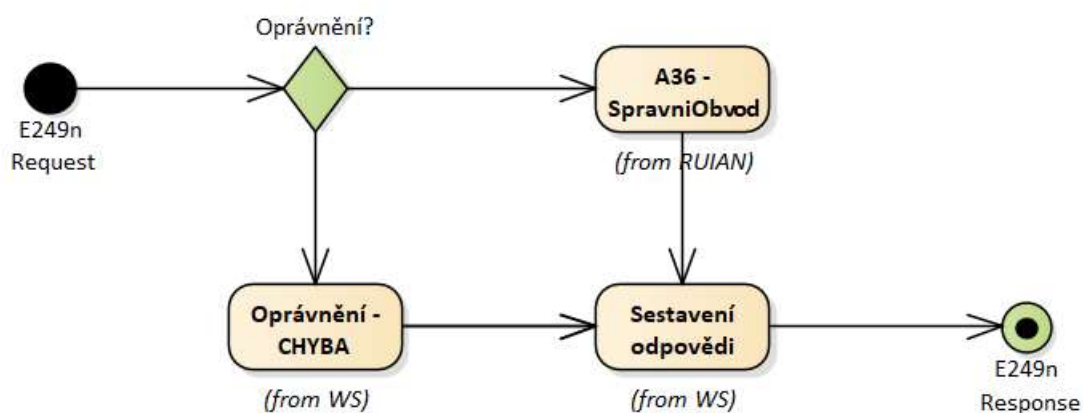 Oprávnění?
A36 -
SpravniObvod
E249n
Request
(from RUIAN)
Oprávnění -
CHYBA
Sestavení
odpovědi
(from WS)
(from WS)
E249n
Response